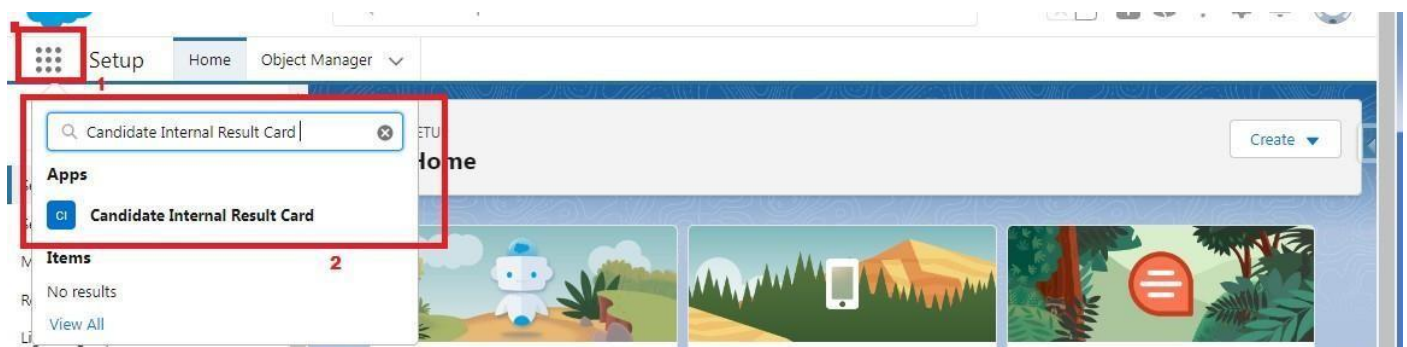 Setup Home Object Manager
1
Candidate Internal Result Card
ETU
Home
Create
Apps
CI Candidate Internal Result Card
Items
2
No results
View All